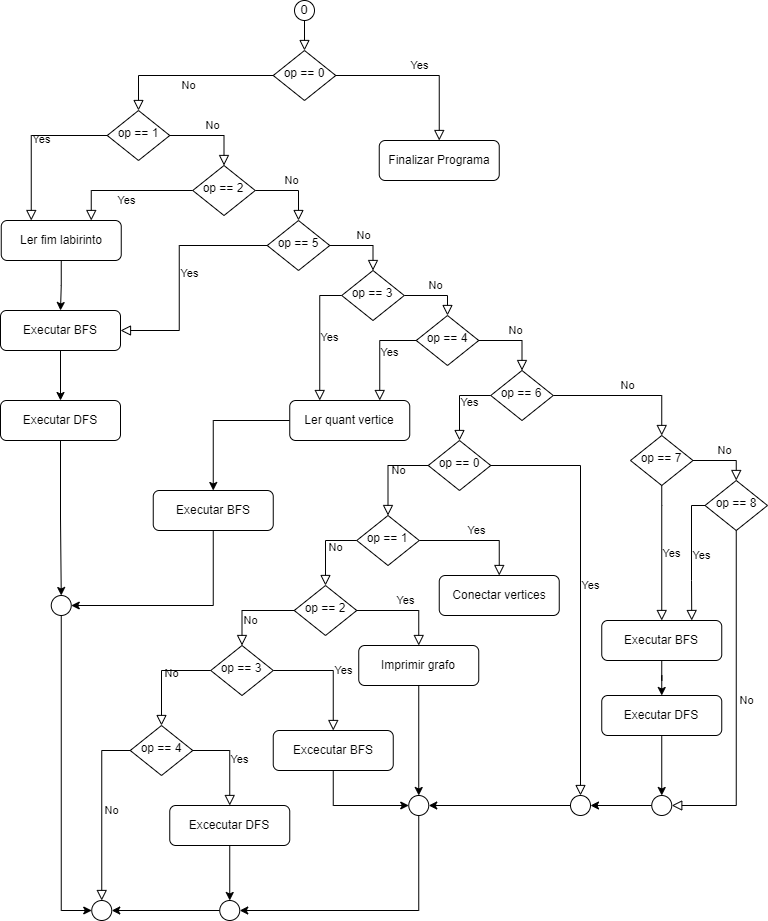 0
op == 0
Yes
No
op == 1
Yes
No
Finalizar Programa
op == 2
Yes
No
Ler fim labirinto
op == 5
Yes
No
op == 3
Yes
No
Executar BFS
op == 4
Yes
No
op == 6
Yes
No
Executar DFS
Ler quant vertice
op == 0
No
Yes
op == 7
No
Yes
op == 8
Yes
No
Executar BFS
op == 1
No
Yes
Conectar vertices
op == 2
No
Yes
Executar BFS
Imprimir grafo
op == 3
No
Yes
Executar DFS
op == 4
Yes
No
Excecutar BFS
Excecutar DFS